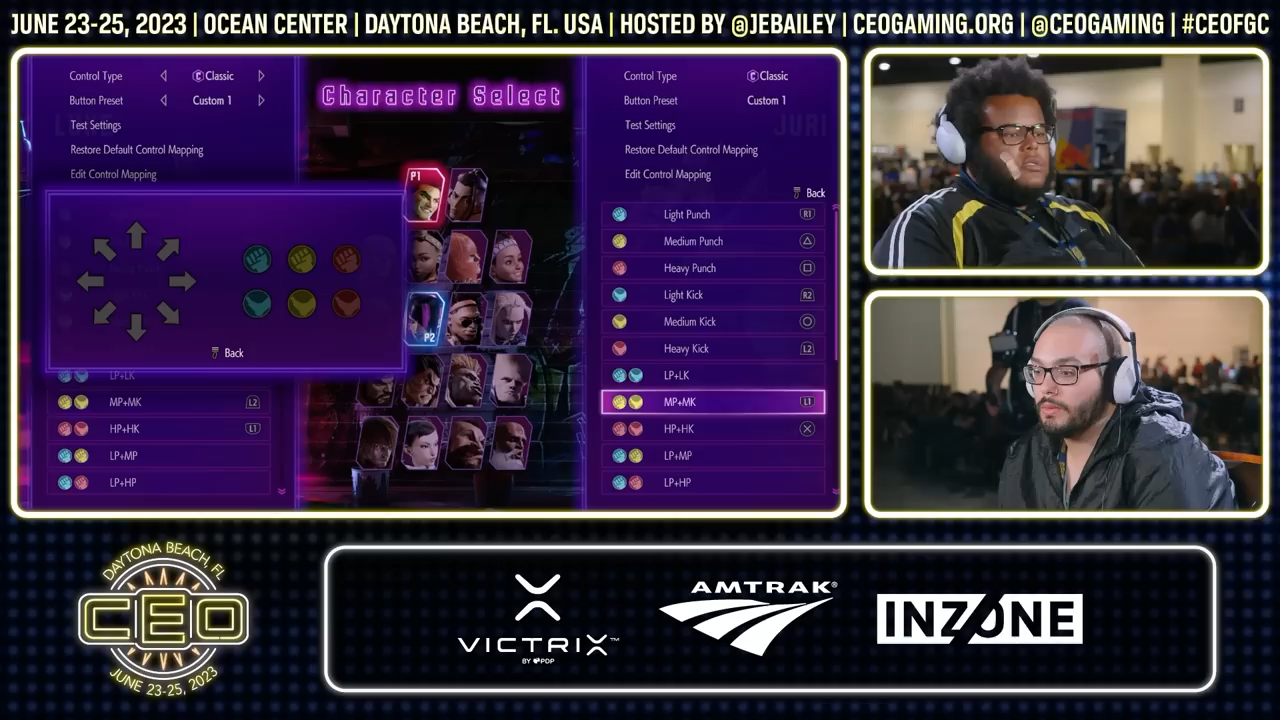 JUNE 23-25, 2023 | OCEAN CENTER | DAYTONA BEACH, FL. USA | HOSTED BY @JEBAILEY | CEOGAMING.ORG | @CEOGAMING | #CEOFGC
Control Type
Classic
Button Preset
Custom 1
Test Settings
Restore Default Control Mapping
Edit Control Mapping
Back
LP+LK
MP+MK
L2
HP+HK
L1
LP+MP
LP+HP
Character Select
P1
P2
Control Type
Classic
Button Preset
Custom 1
Test Settings
JURI
Restore Default Control Mapping
Edit Control Mapping
Back
Light Punch
R1
Medium Punch
Heavy Punch
Light Kick
R2
Medium Kick
Heavy Kick
L2
LP+LK
MP+MK
L1
HP+HK
LP+MP
LP+HP
DAYTONA BEACH, FL
CEO
JUNE 23-25, 2023
VICTRIX™
BY PDP
AMTRAK®
INZONE